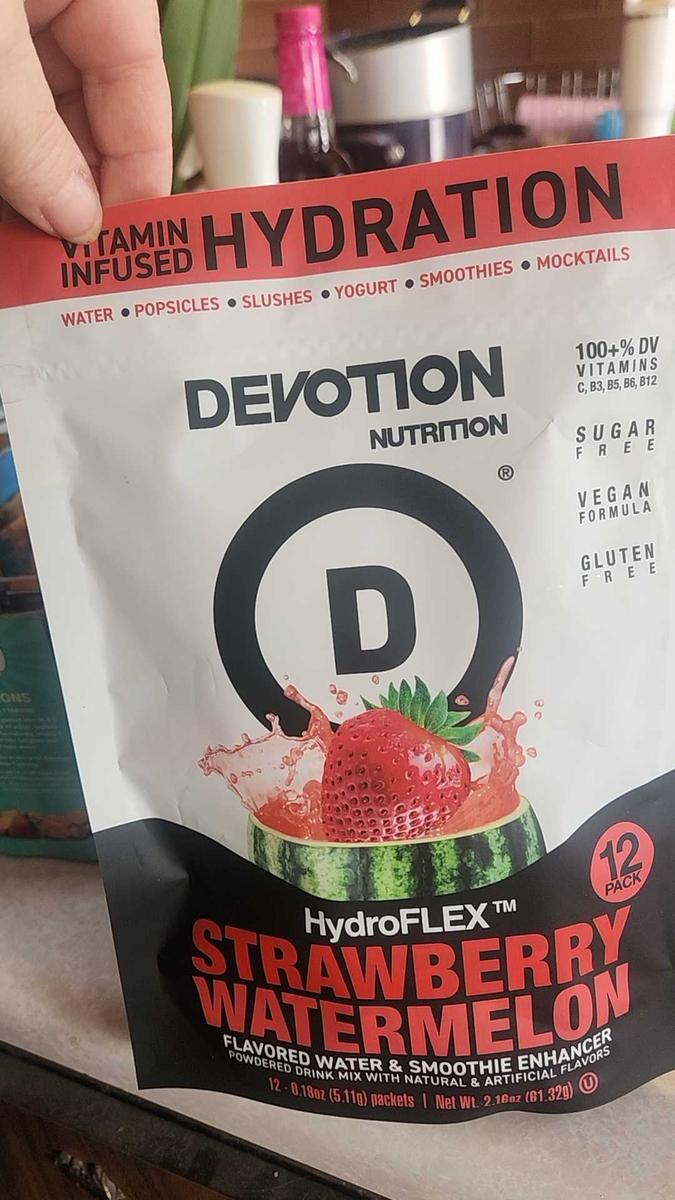 VITAMIN
INFUSED
HYDRATION
WATER • POPSICLES • SLUSHES • YOGURT • SMOOTHIES • MOCKTAILS
DEVOTION
NUTRITION
®
100+% DV
VITAMINS
C, B3, B5, B6, B12
SUGAR
FREE
VEGAN
FORMULA
GLUTEN
FREE
D
12
PACK
HydroFLEX™
STRAWBERRY
WATERMELON
FLAVORED WATER & SMOOTHIE ENHANCER
POWDERED DRINK MIX WITH NATURAL & ARTIFICIAL FLAVORS
12 - 0.18oz (5.11g) packets | Net Wt. 2.16oz (61.32g) U
ONS